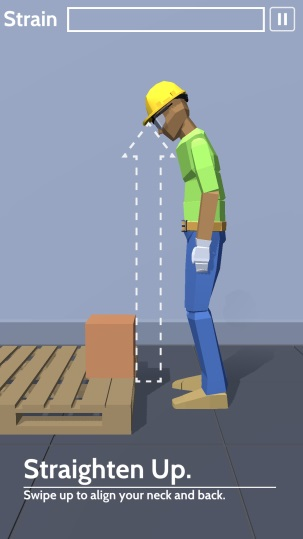 Strain
Straighten Up.
Swipe up to align your neck and back.